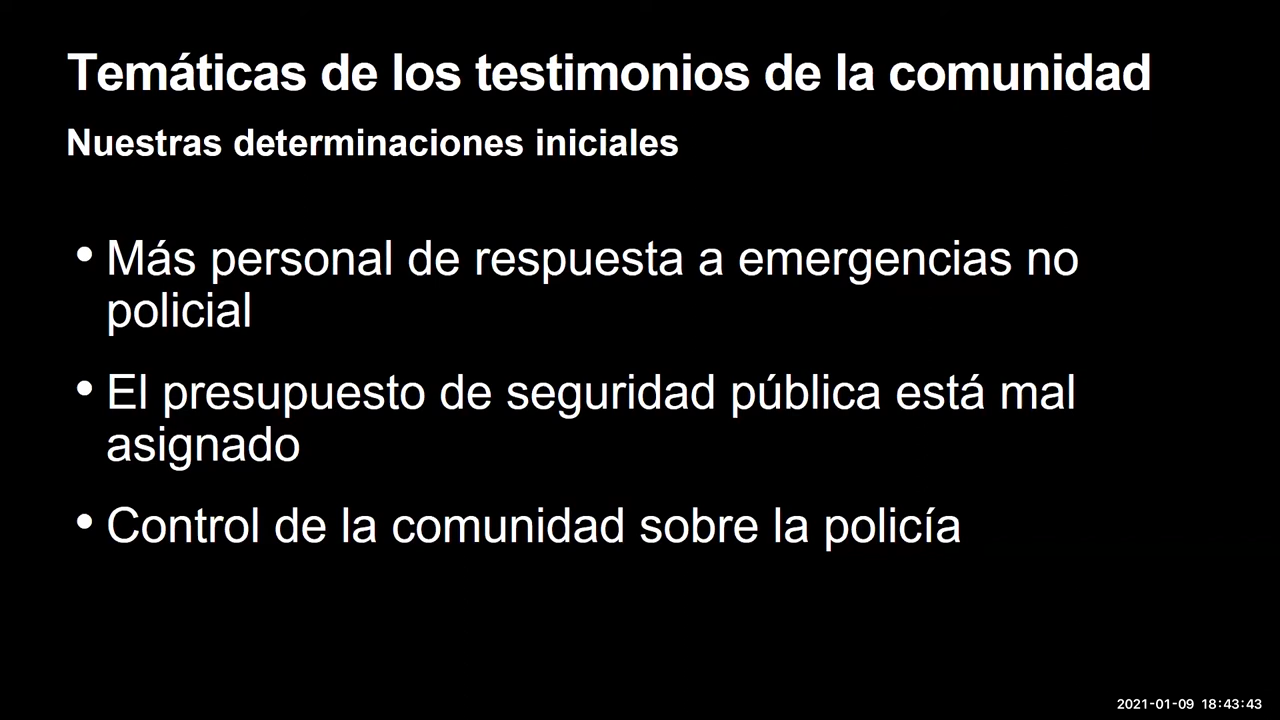 Temáticas de los testimonios de la comunidad
Nuestras determinaciones iniciales
• Más personal de respuesta a emergencias no
policial
• El presupuesto de seguridad pública está mal
asignado
• Control de la comunidad sobre la policía
2021-01-09 18:43:43